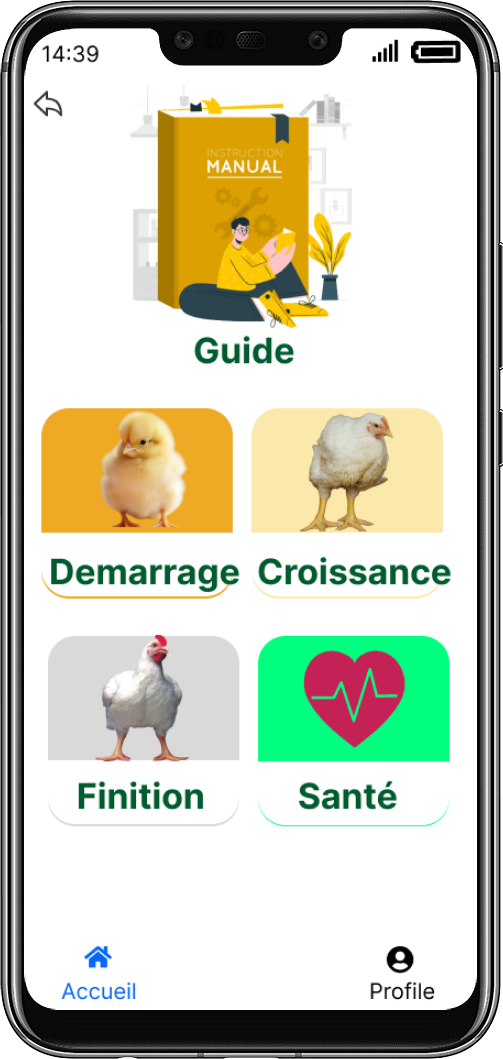 14:39
INSTRUCTION
MANUAL
Guide
Demarrage
Croissance
Finition
Santé
Accueil
Profile